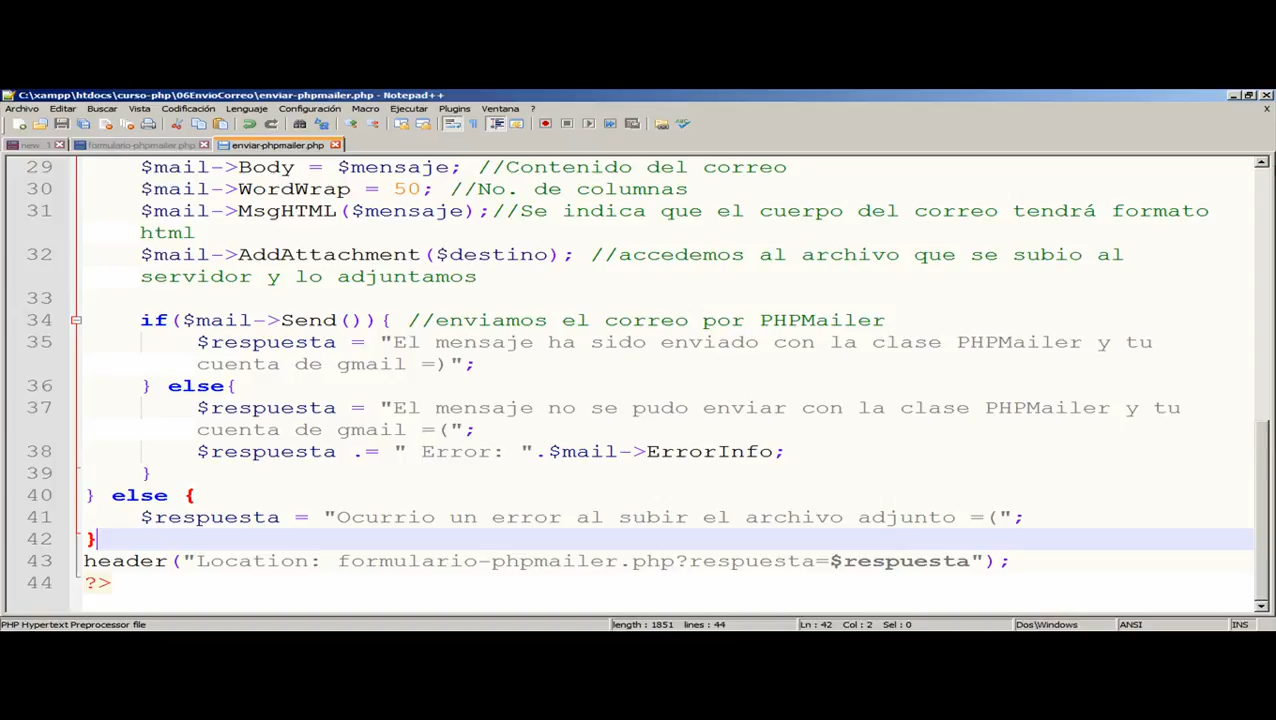 C:\xampp\htdocs\curso-php\06EnvioCorreo\enviar-phpmailer.php - Notepad++
Archivo Editar Buscar Vista Codificación Lenguaje Configuración Macro Ejecutar Plugins Ventana ?
new 1 formulario-phpmailer.php enviar-phpmailer.php
29 $mail->Body = $mensaje; //Contenido del correo
30 $mail->WordWrap = 50; //No. de columnas
31 $mail->MsgHTML($mensaje);//Se indica que el cuerpo del correo tendrá formato
html
32 $mail->AddAttachment($destino); //accedemos al archivo que se subio al
servidor y lo adjuntamos
33
34 if($mail->Send()){ //enviamos el correo por PHPMailer
35 $respuesta = "El mensaje ha sido enviado con la clase PHPMailer y tu
cuenta de gmail =)";
36 } else{
37 $respuesta = "El mensaje no se pudo enviar con la clase PHPMailer y tu
cuenta de gmail =(";
38 $respuesta .= " Error: ".$mail->ErrorInfo;
39 }
40 } else {
41 $respuesta = "Ocurrio un error al subir el archivo adjunto =(";
42 }
43 header("Location: formulario-phpmailer.php?respuesta=$respuesta");
44 ?>
PHP Hypertext Preprocessor file length : 1851 lines : 44 Ln : 42 Col : 2 Sel : 0 Dos\Windows ANSI INS